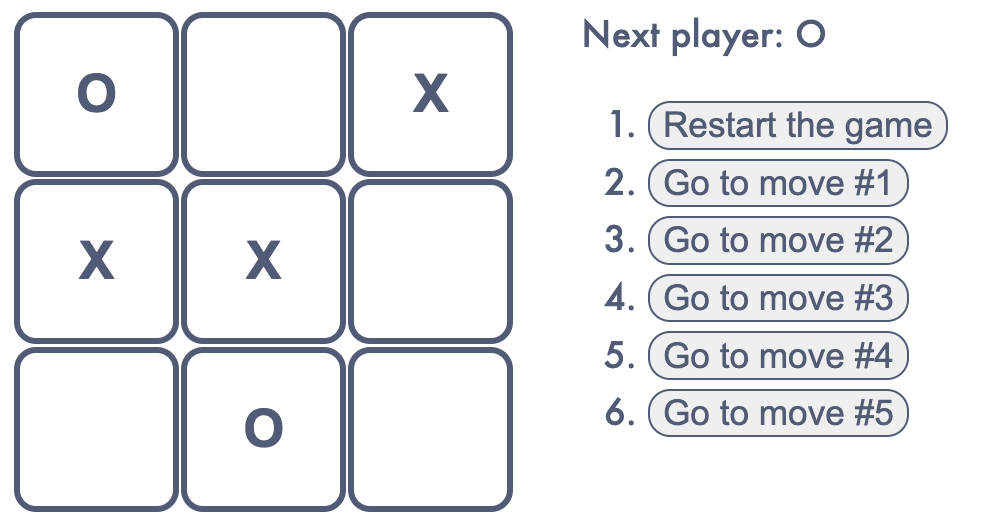 O X
X X
O
Next player: O
1. Restart the game
2. Go to move #1
3. Go to move #2
4. Go to move #3
5. Go to move #4
6. Go to move #5